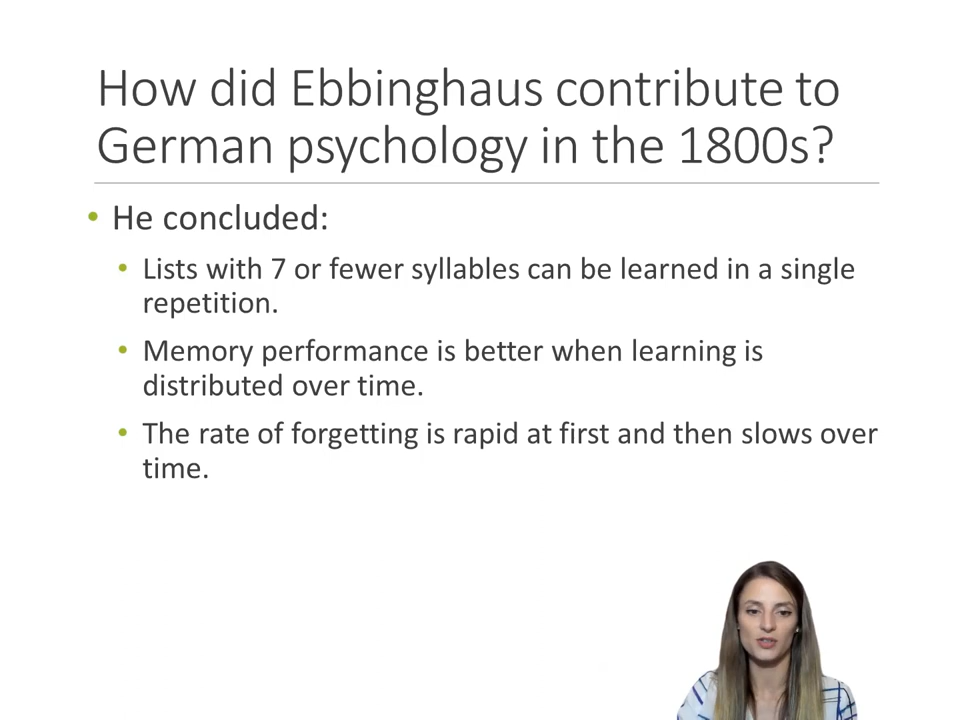 How did Ebbinghaus contribute to
German psychology in the 1800s?
• He concluded:
• Lists with 7 or fewer syllables can be learned in a single
repetition.
• Memory performance is better when learning is
distributed over time.
• The rate of forgetting is rapid at first and then slows over
time.